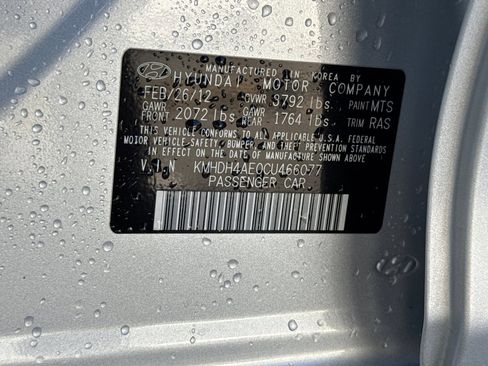 MANUFACTURED IN KOREA BY
HYUNDAI MOTOR COMPANY
FEB/26/12 GVWR 3792 lbs PAINT MTS
GAWR FRONT 2072 lbs GAWR REAR 1764 lbs TRIM RAS
THIS VEHICLE CONFORMS TO ALL APPLICABLE U.S.A. FEDERAL
MOTOR VEHICLE SAFETY, BUMPER, AND THEFT PREVENTION STANDARDS
IN EFFECT ON THE DATE OF MANUFACTURE SHOWN ABOVE.
V.I.N KMHDH4AE0CU466077
PASSENGER CAR